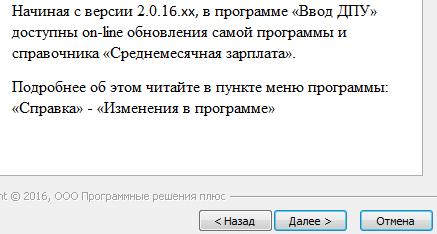 Начиная с версии 2.0.16.xx, в программе «Ввод ДПУ»
доступны on-line обновления самой программы и
справочника «Среднемесячная зарплата».
Подробнее об этом читайте в пункте меню программы:
«Справка» - «Изменения в программе»
© 2016, ООО Программные решения плюс
< Назад
Далее >
Отмена